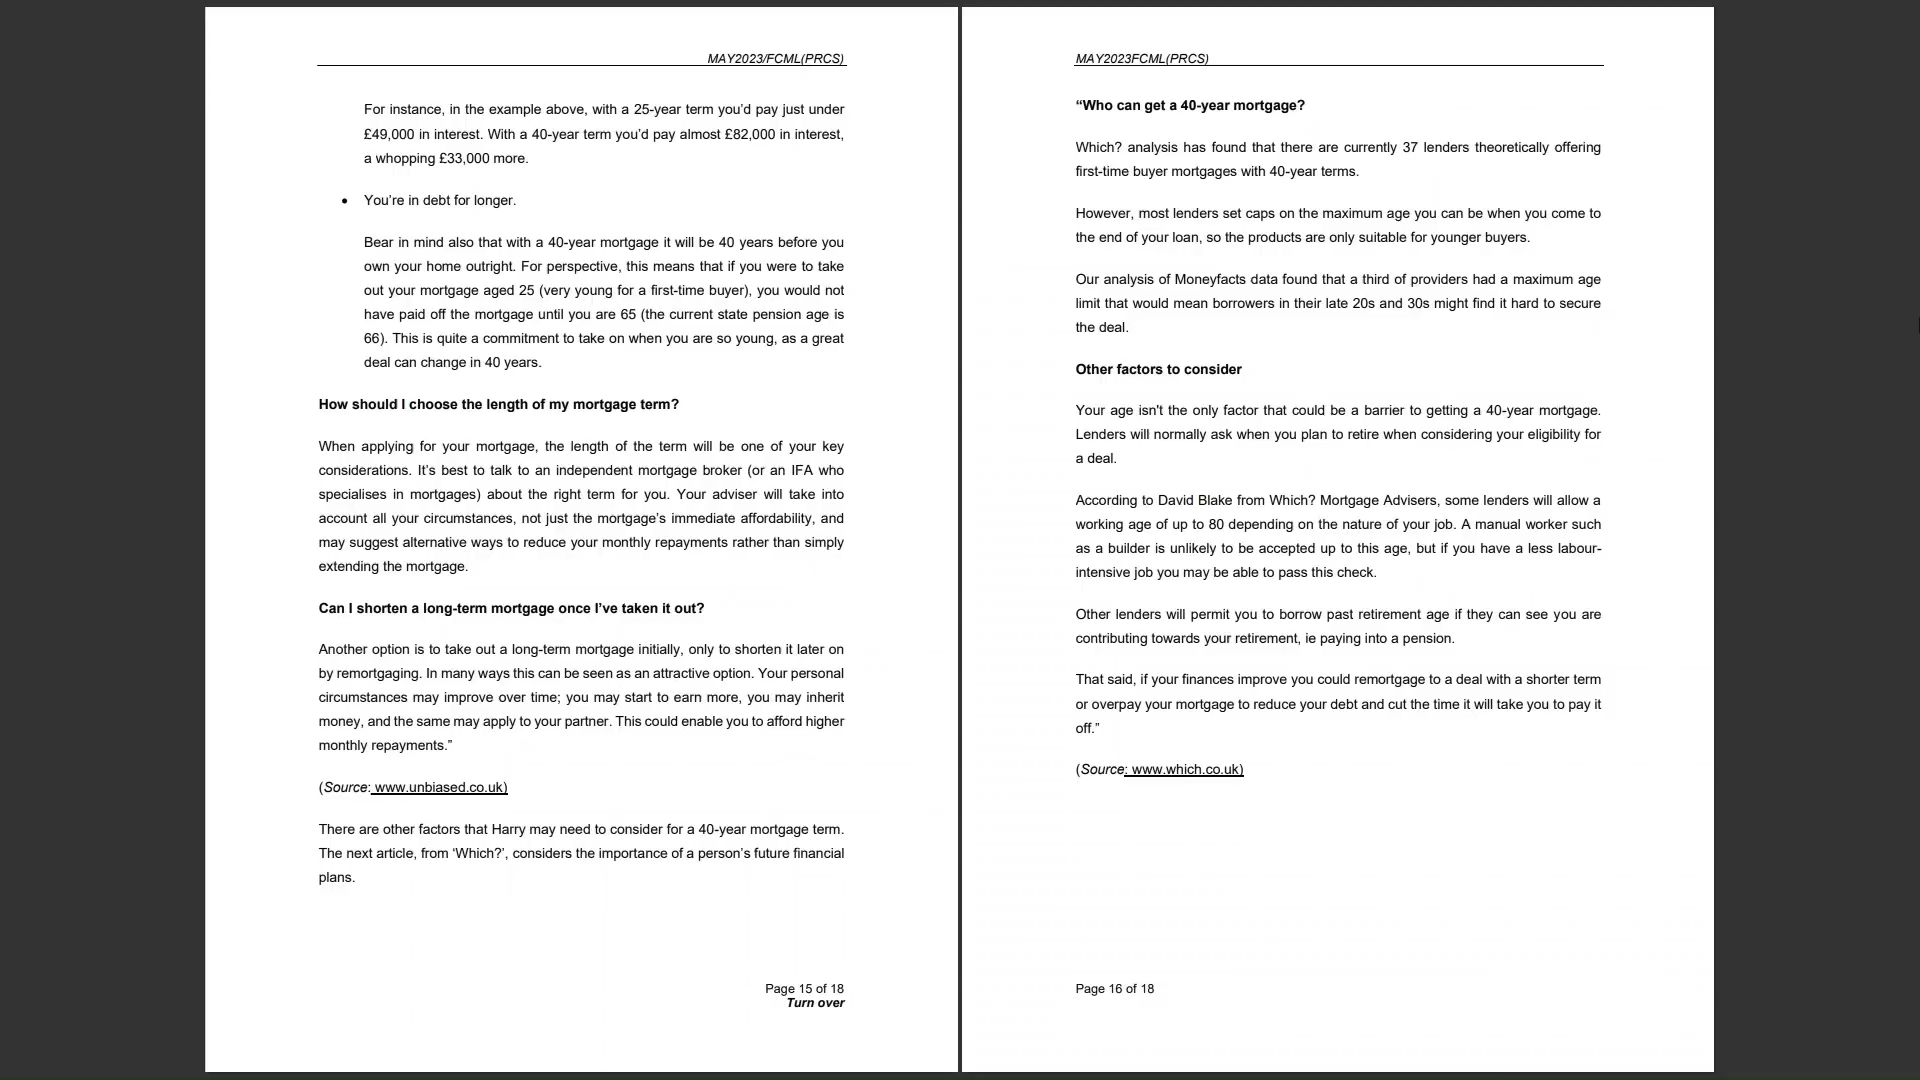 MAY2023/FCML(PRCS)
For instance, in the example above, with a 25-year term you’d pay just under
£49,000 in interest. With a 40-year term you’d pay almost £82,000 in interest,
a whopping £33,000 more.
• You’re in debt for longer.
Bear in mind also that with a 40-year mortgage it will be 40 years before you
own your home outright. For perspective, this means that if you were to take
out your mortgage aged 25 (very young for a first-time buyer), you would not
have paid off the mortgage until you are 65 (the current state pension age is
66). This is quite a commitment to take on when you are so young, as a great
deal can change in 40 years.
How should I choose the length of my mortgage term?
When applying for your mortgage, the length of the term will be one of your key
considerations. It’s best to talk to an independent mortgage broker (or an IFA who
specialises in mortgages) about the right term for you. Your adviser will take into
account all your circumstances, not just the mortgage’s immediate affordability, and
may suggest alternative ways to reduce your monthly repayments rather than simply
extending the mortgage.
Can I shorten a long-term mortgage once I’ve taken it out?
Another option is to take out a long-term mortgage initially, only to shorten it later on
by remortgaging. In many ways this can be seen as an attractive option. Your personal
circumstances may improve over time; you may start to earn more, you may inherit
money, and the same may apply to your partner. This could enable you to afford higher
monthly repayments.”
(Source: www.unbiased.co.uk)
There are other factors that Harry may need to consider for a 40-year mortgage term.
The next article, from ‘Which?’, considers the importance of a person’s future financial
plans.
Page 15 of 18
Turn over
MAY2023FCML(PRCS)
“Who can get a 40-year mortgage?
Which? analysis has found that there are currently 37 lenders theoretically offering
first-time buyer mortgages with 40-year terms.
However, most lenders set caps on the maximum age you can be when you come to
the end of your loan, so the products are only suitable for younger buyers.
Our analysis of Moneyfacts data found that a third of providers had a maximum age
limit that would mean borrowers in their late 20s and 30s might find it hard to secure
the deal.
Other factors to consider
Your age isn't the only factor that could be a barrier to getting a 40-year mortgage.
Lenders will normally ask when you plan to retire when considering your eligibility for
a deal.
According to David Blake from Which? Mortgage Advisers, some lenders will allow a
working age of up to 80 depending on the nature of your job. A manual worker such
as a builder is unlikely to be accepted up to this age, but if you have a less labour-
intensive job you may be able to pass this check.
Other lenders will permit you to borrow past retirement age if they can see you are
contributing towards your retirement, ie paying into a pension.
That said, if your finances improve you could remortgage to a deal with a shorter term
or overpay your mortgage to reduce your debt and cut the time it will take you to pay it
off.”
(Source: www.which.co.uk)
Page 16 of 18